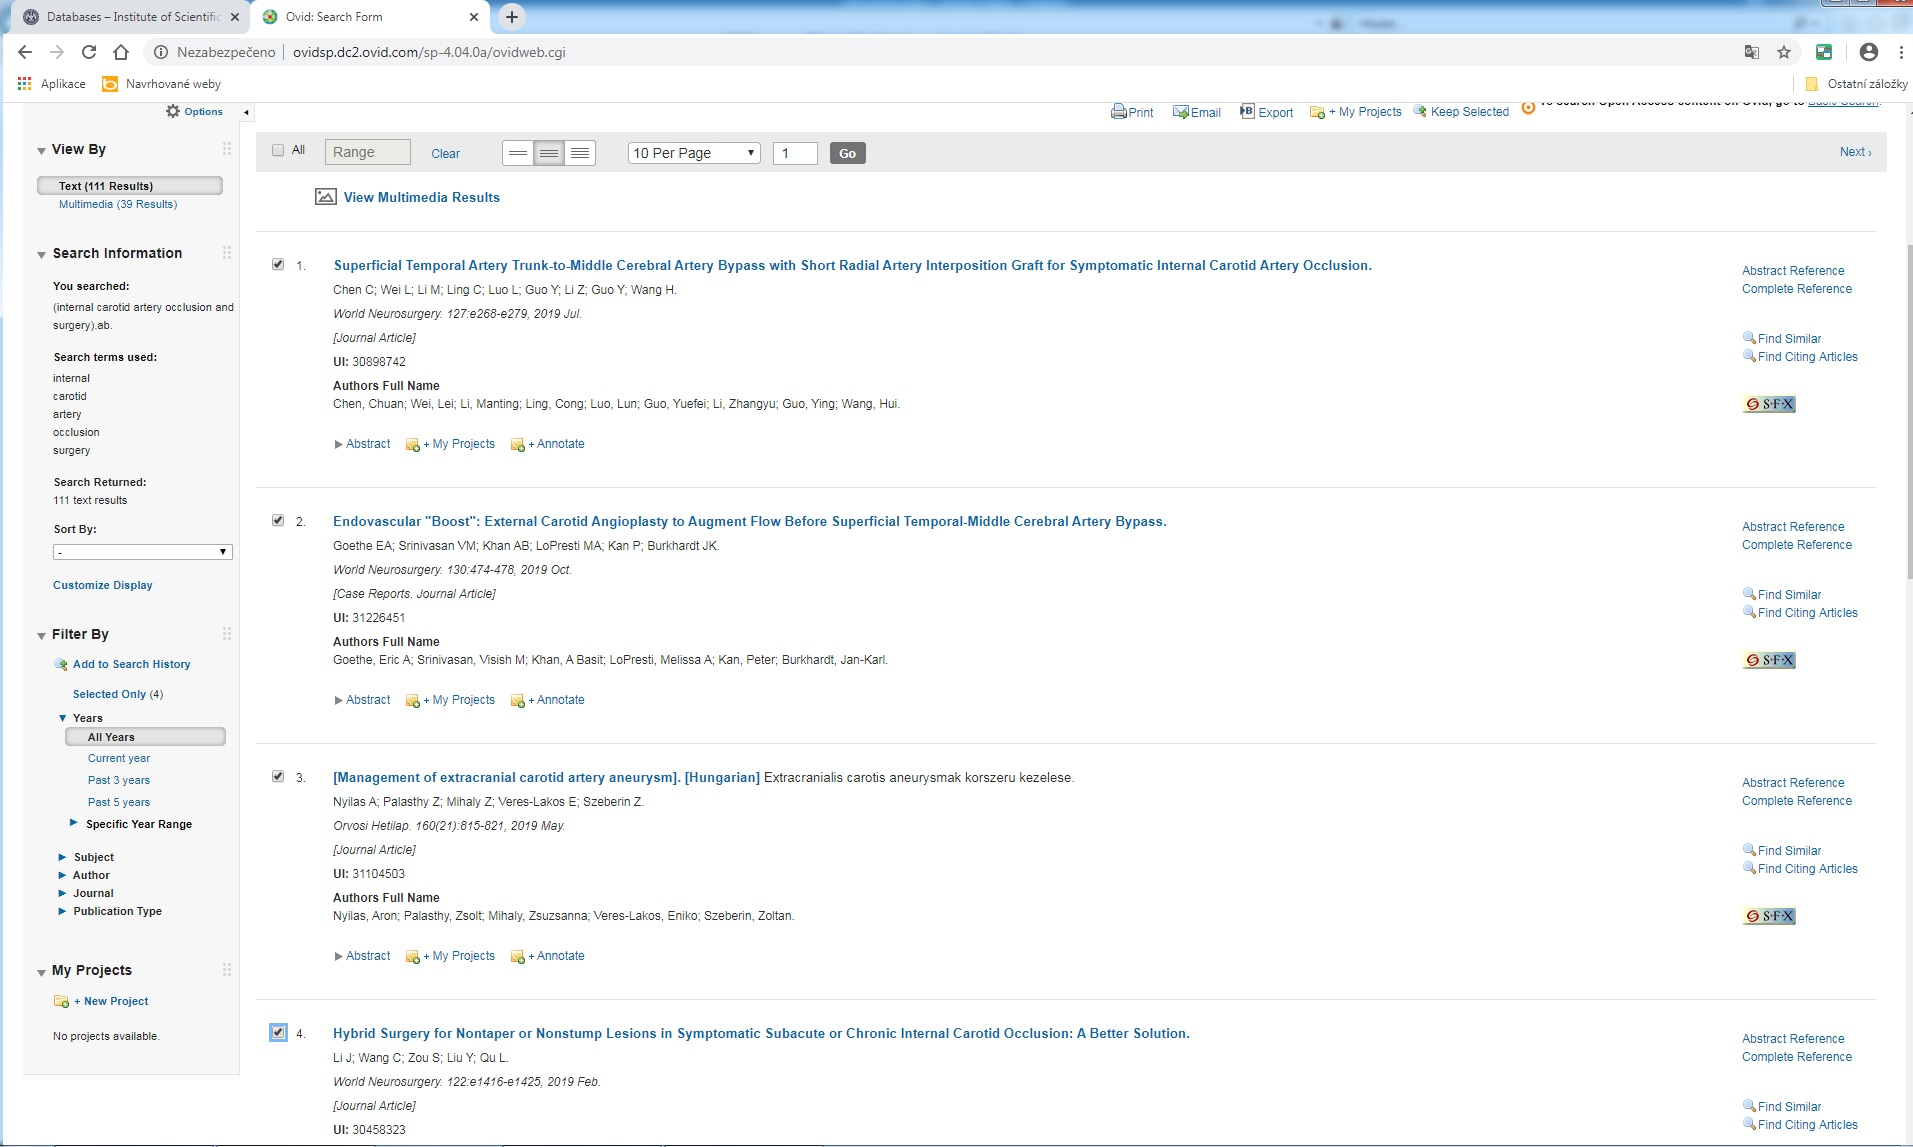 Databases – Institute of Scientific
Ovid: Search Form
Nezabezpečeno ovidsp.dc2.ovid.com/sp-4.04.0a/ovidweb.cgi
Aplikace Navrhované weby Ostatní záložky
Options
Print Email Export + My Projects Keep Selected
View By
Text (111 Results)
Multimedia (39 Results)
Search Information
You searched:
(internal carotid artery occlusion and
surgery).ab.
Search terms used:
internal
carotid
artery
occlusion
surgery
Search Returned:
111 text results
Sort By:
-
Customize Display
Filter By
Add to Search History
Selected Only (4)
Years
All Years
Current year
Past 3 years
Past 5 years
Specific Year Range
Subject
Author
Journal
Publication Type
My Projects
+ New Project
No projects available.
All Range Clear 10 Per Page 1 Go Next ›
View Multimedia Results
1. Superficial Temporal Artery Trunk-to-Middle Cerebral Artery Bypass with Short Radial Artery Interposition Graft for Symptomatic Internal Carotid Artery Occlusion.
Chen C; Wei L; Li M; Ling C; Luo L; Guo Y; Li Z; Guo Y; Wang H.
World Neurosurgery. 127:e268-e279, 2019 Jul.
[Journal Article]
UI: 30898742
Authors Full Name
Chen, Chuan; Wei, Lei; Li, Manting; Ling, Cong; Luo, Lun; Guo, Yuefei; Li, Zhangyu; Guo, Ying; Wang, Hui.
Abstract + My Projects + Annotate
Abstract Reference
Complete Reference
Find Similar
Find Citing Articles
S·F·X
2. Endovascular "Boost": External Carotid Angioplasty to Augment Flow Before Superficial Temporal-Middle Cerebral Artery Bypass.
Goethe EA; Srinivasan VM; Khan AB; LoPresti MA; Kan P; Burkhardt JK.
World Neurosurgery. 130:474-478, 2019 Oct.
[Case Reports. Journal Article]
UI: 31226451
Authors Full Name
Goethe, Eric A; Srinivasan, Visish M; Khan, A Basit; LoPresti, Melissa A; Kan, Peter; Burkhardt, Jan-Karl.
Abstract + My Projects + Annotate
Abstract Reference
Complete Reference
Find Similar
Find Citing Articles
S·F·X
3. [Management of extracranial carotid artery aneurysm]. [Hungarian] Extracranialis carotis aneurysmak korszeru kezelese.
Nyilas A; Palasthy Z; Mihaly Z; Veres-Lakos E; Szeberin Z.
Orvosi Hetilap. 160(21):815-821, 2019 May.
[Journal Article]
UI: 31104503
Authors Full Name
Nyilas, Aron; Palasthy, Zsolt; Mihaly, Zsuzsanna; Veres-Lakos, Eniko; Szeberin, Zoltan.
Abstract + My Projects + Annotate
Abstract Reference
Complete Reference
Find Similar
Find Citing Articles
S·F·X
4. Hybrid Surgery for Nontaper or Nonstump Lesions in Symptomatic Subacute or Chronic Internal Carotid Occlusion: A Better Solution.
Li J; Wang C; Zou S; Liu Y; Qu L.
World Neurosurgery. 122:e1416-e1425, 2019 Feb.
[Journal Article]
UI: 30458323
Abstract Reference
Complete Reference
Find Similar
Find Citing Articles